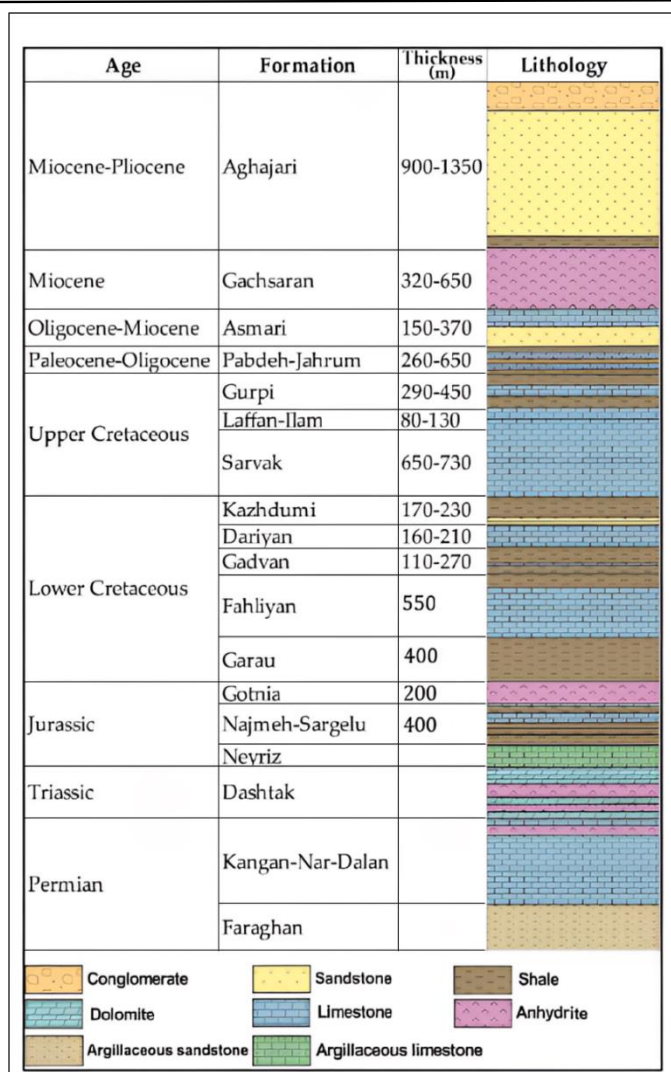 Age Formation Thickness (m) Lithology
Miocene-Pliocene Aghajari 900-1350
Miocene Gachsaran 320-650
Oligocene-Miocene Asmari 150-370
Paleocene-Oligocene Pabdeh-Jahrum 260-650
Upper Cretaceous Gurpi 290-450
Laffan-Ilam 80-130
Sarvak 650-730
Lower Cretaceous Kazhdumi 170-230
Dariyan 160-210
Gadvan 110-270
Fahliyan 550
Garau 400
Jurassic Gotnia 200
Najmeh-Sargelu 400
Neyriz
Triassic Dashtak
Permian Kangan-Nar-Dalan
Faraghan
Conglomerate Sandstone Shale
Dolomite Limestone Anhydrite
Argillaceous sandstone Argillaceous limestone